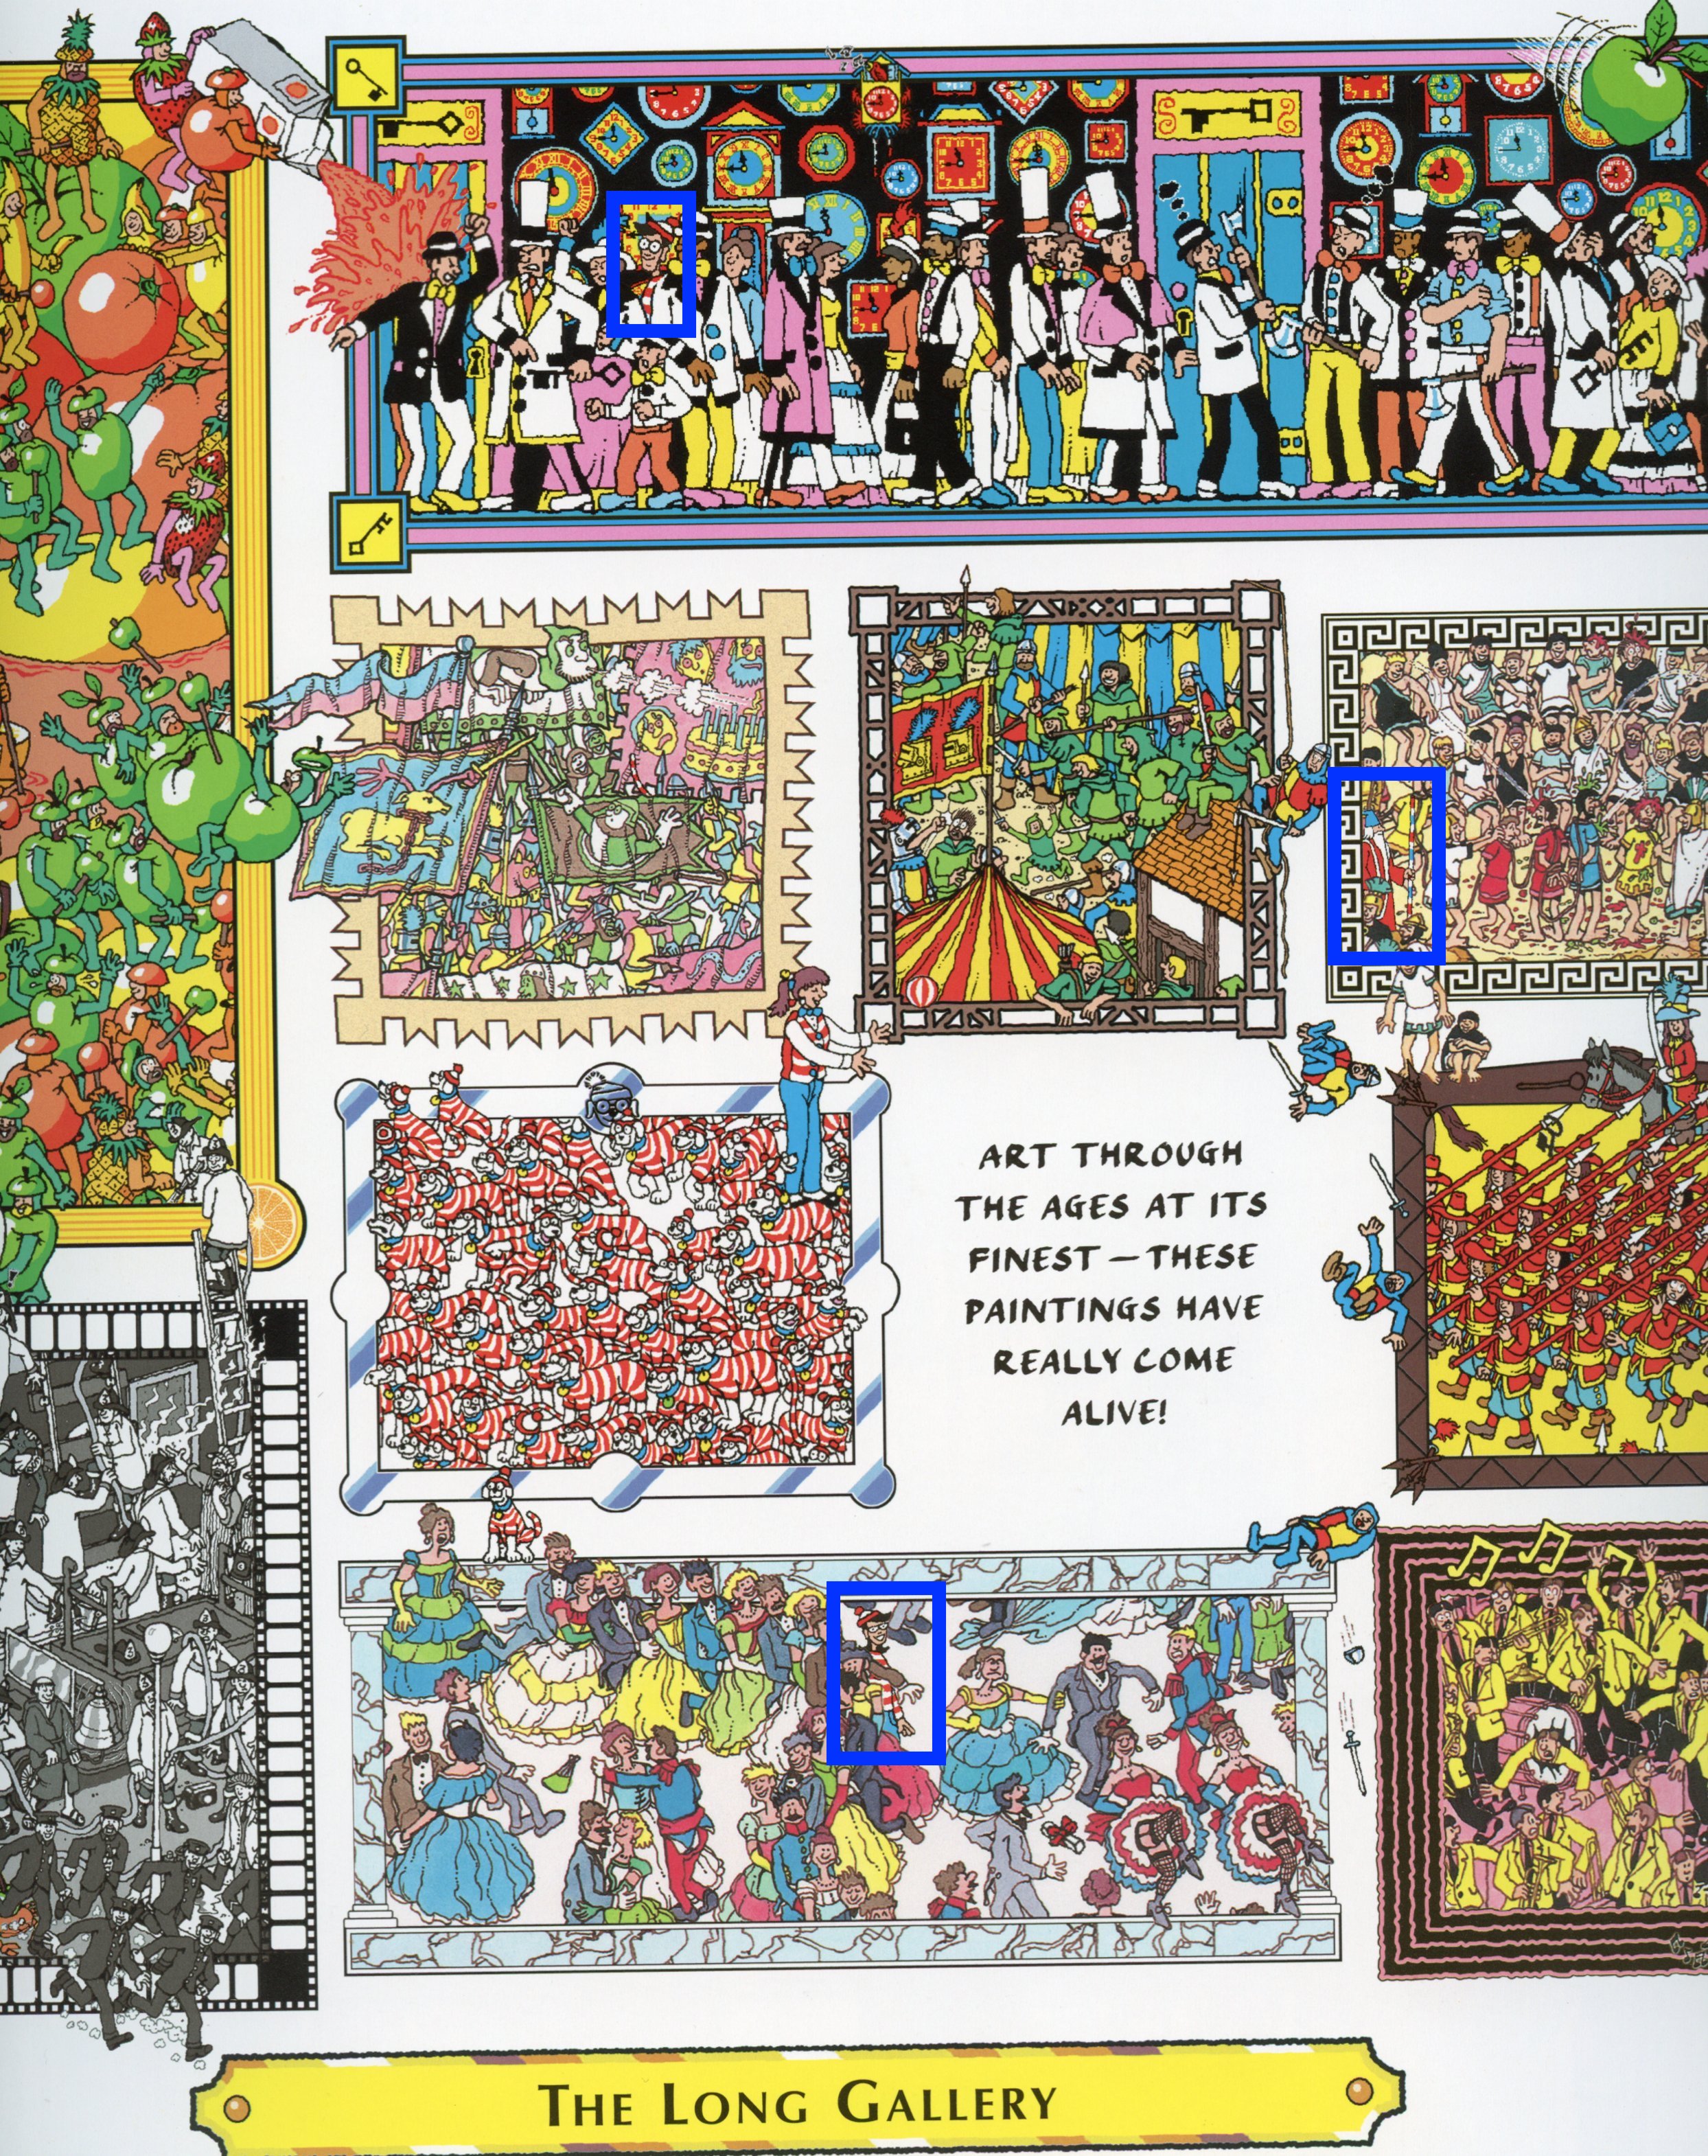 ART THROUGH
THE AGES AT ITS
FINEST – THESE
PAINTINGS HAVE
REALLY COME
ALIVE!
THE LONG GALLERY